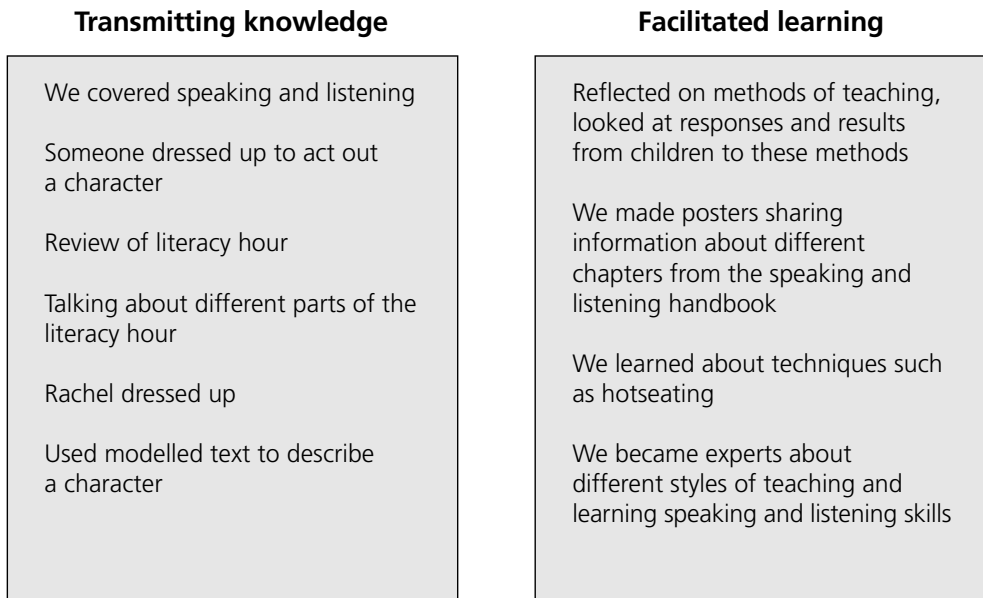 Transmitting knowledge
We covered speaking and listening
Someone dressed up to act out
a character
Review of literacy hour
Talking about different parts of the
literacy hour
Rachel dressed up
Used modelled text to describe
a character
Facilitated learning
Reflected on methods of teaching,
looked at responses and results
from children to these methods
We made posters sharing
information about different
chapters from the speaking and
listening handbook
We learned about techniques such
as hotseating
We became experts about
different styles of teaching and
learning speaking and listening skills